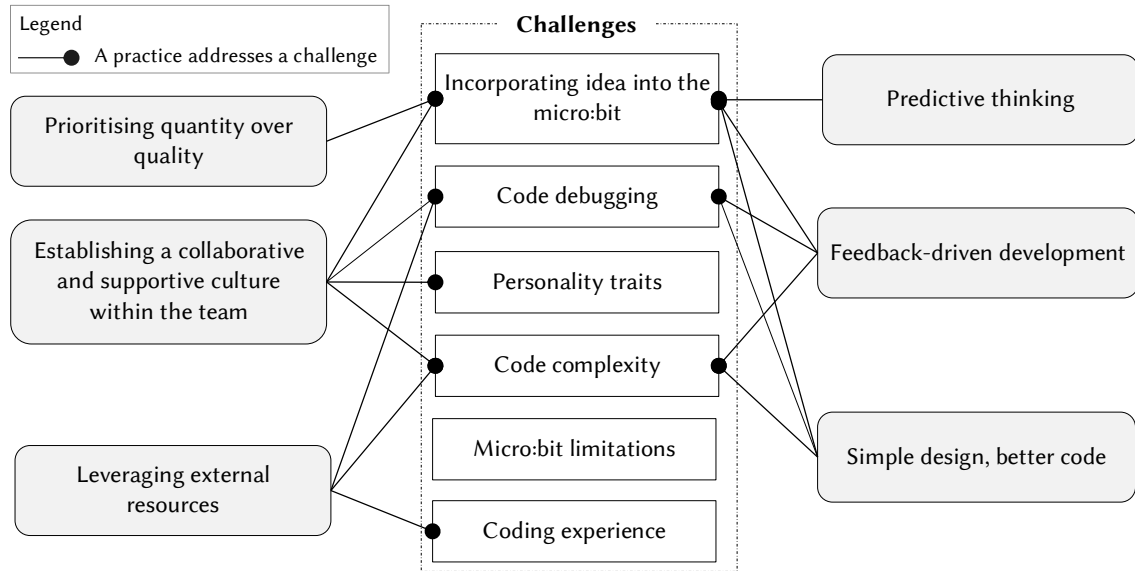 Legend
A practice addresses a challenge
Prioritising quantity over
quality
Establishing a collaborative
and supportive culture
within the team
Leveraging external
resources
Challenges
Incorporating idea into the
micro:bit
Code debugging
Personality traits
Code complexity
Micro:bit limitations
Coding experience
Predictive thinking
Feedback-driven development
Simple design, better code